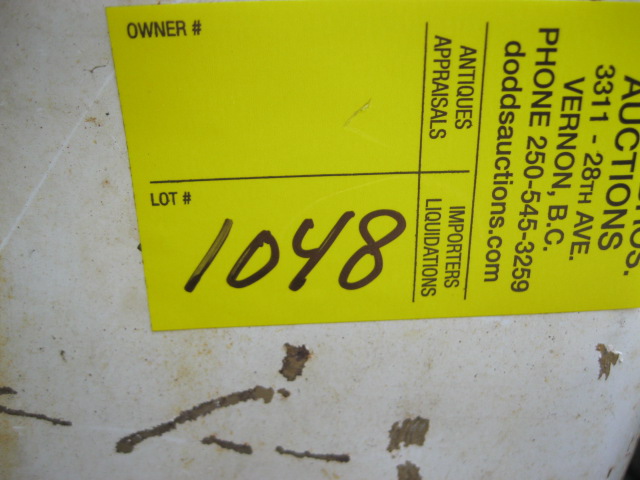 OWNER #
LOT #
1048
ANTIQUES
APPRAISALS
IMPORTERS
LIQUIDATIONS
AUCTIONS
3311 - 28TH AVE.
VERNON, B.C.
PHONE 250-545-3259
doddsauctions.com